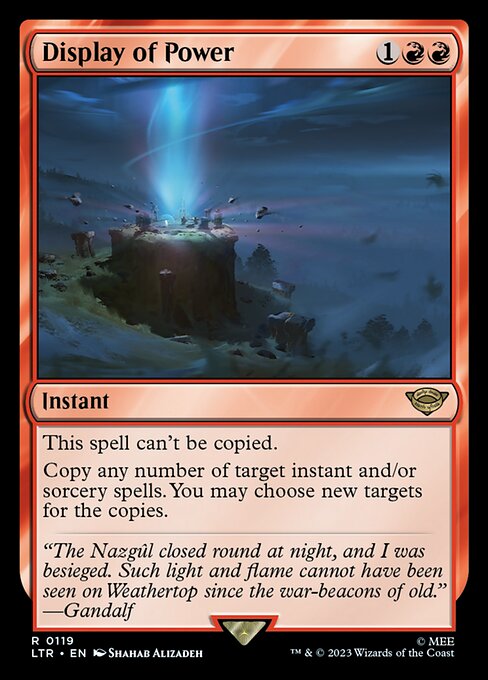 Display of Power 1
Instant
This spell can't be copied.
Copy any number of target instant and/or
sorcery spells. You may choose new targets
for the copies.
“The Nazgûl closed round at night, and I was
besieged. Such light and flame cannot have been
seen on Weathertop since the war-beacons of old.”
—Gandalf
R 0119
LTR • EN Shahab Alizadeh
© MEE
™ & © 2023 Wizards of the Coast